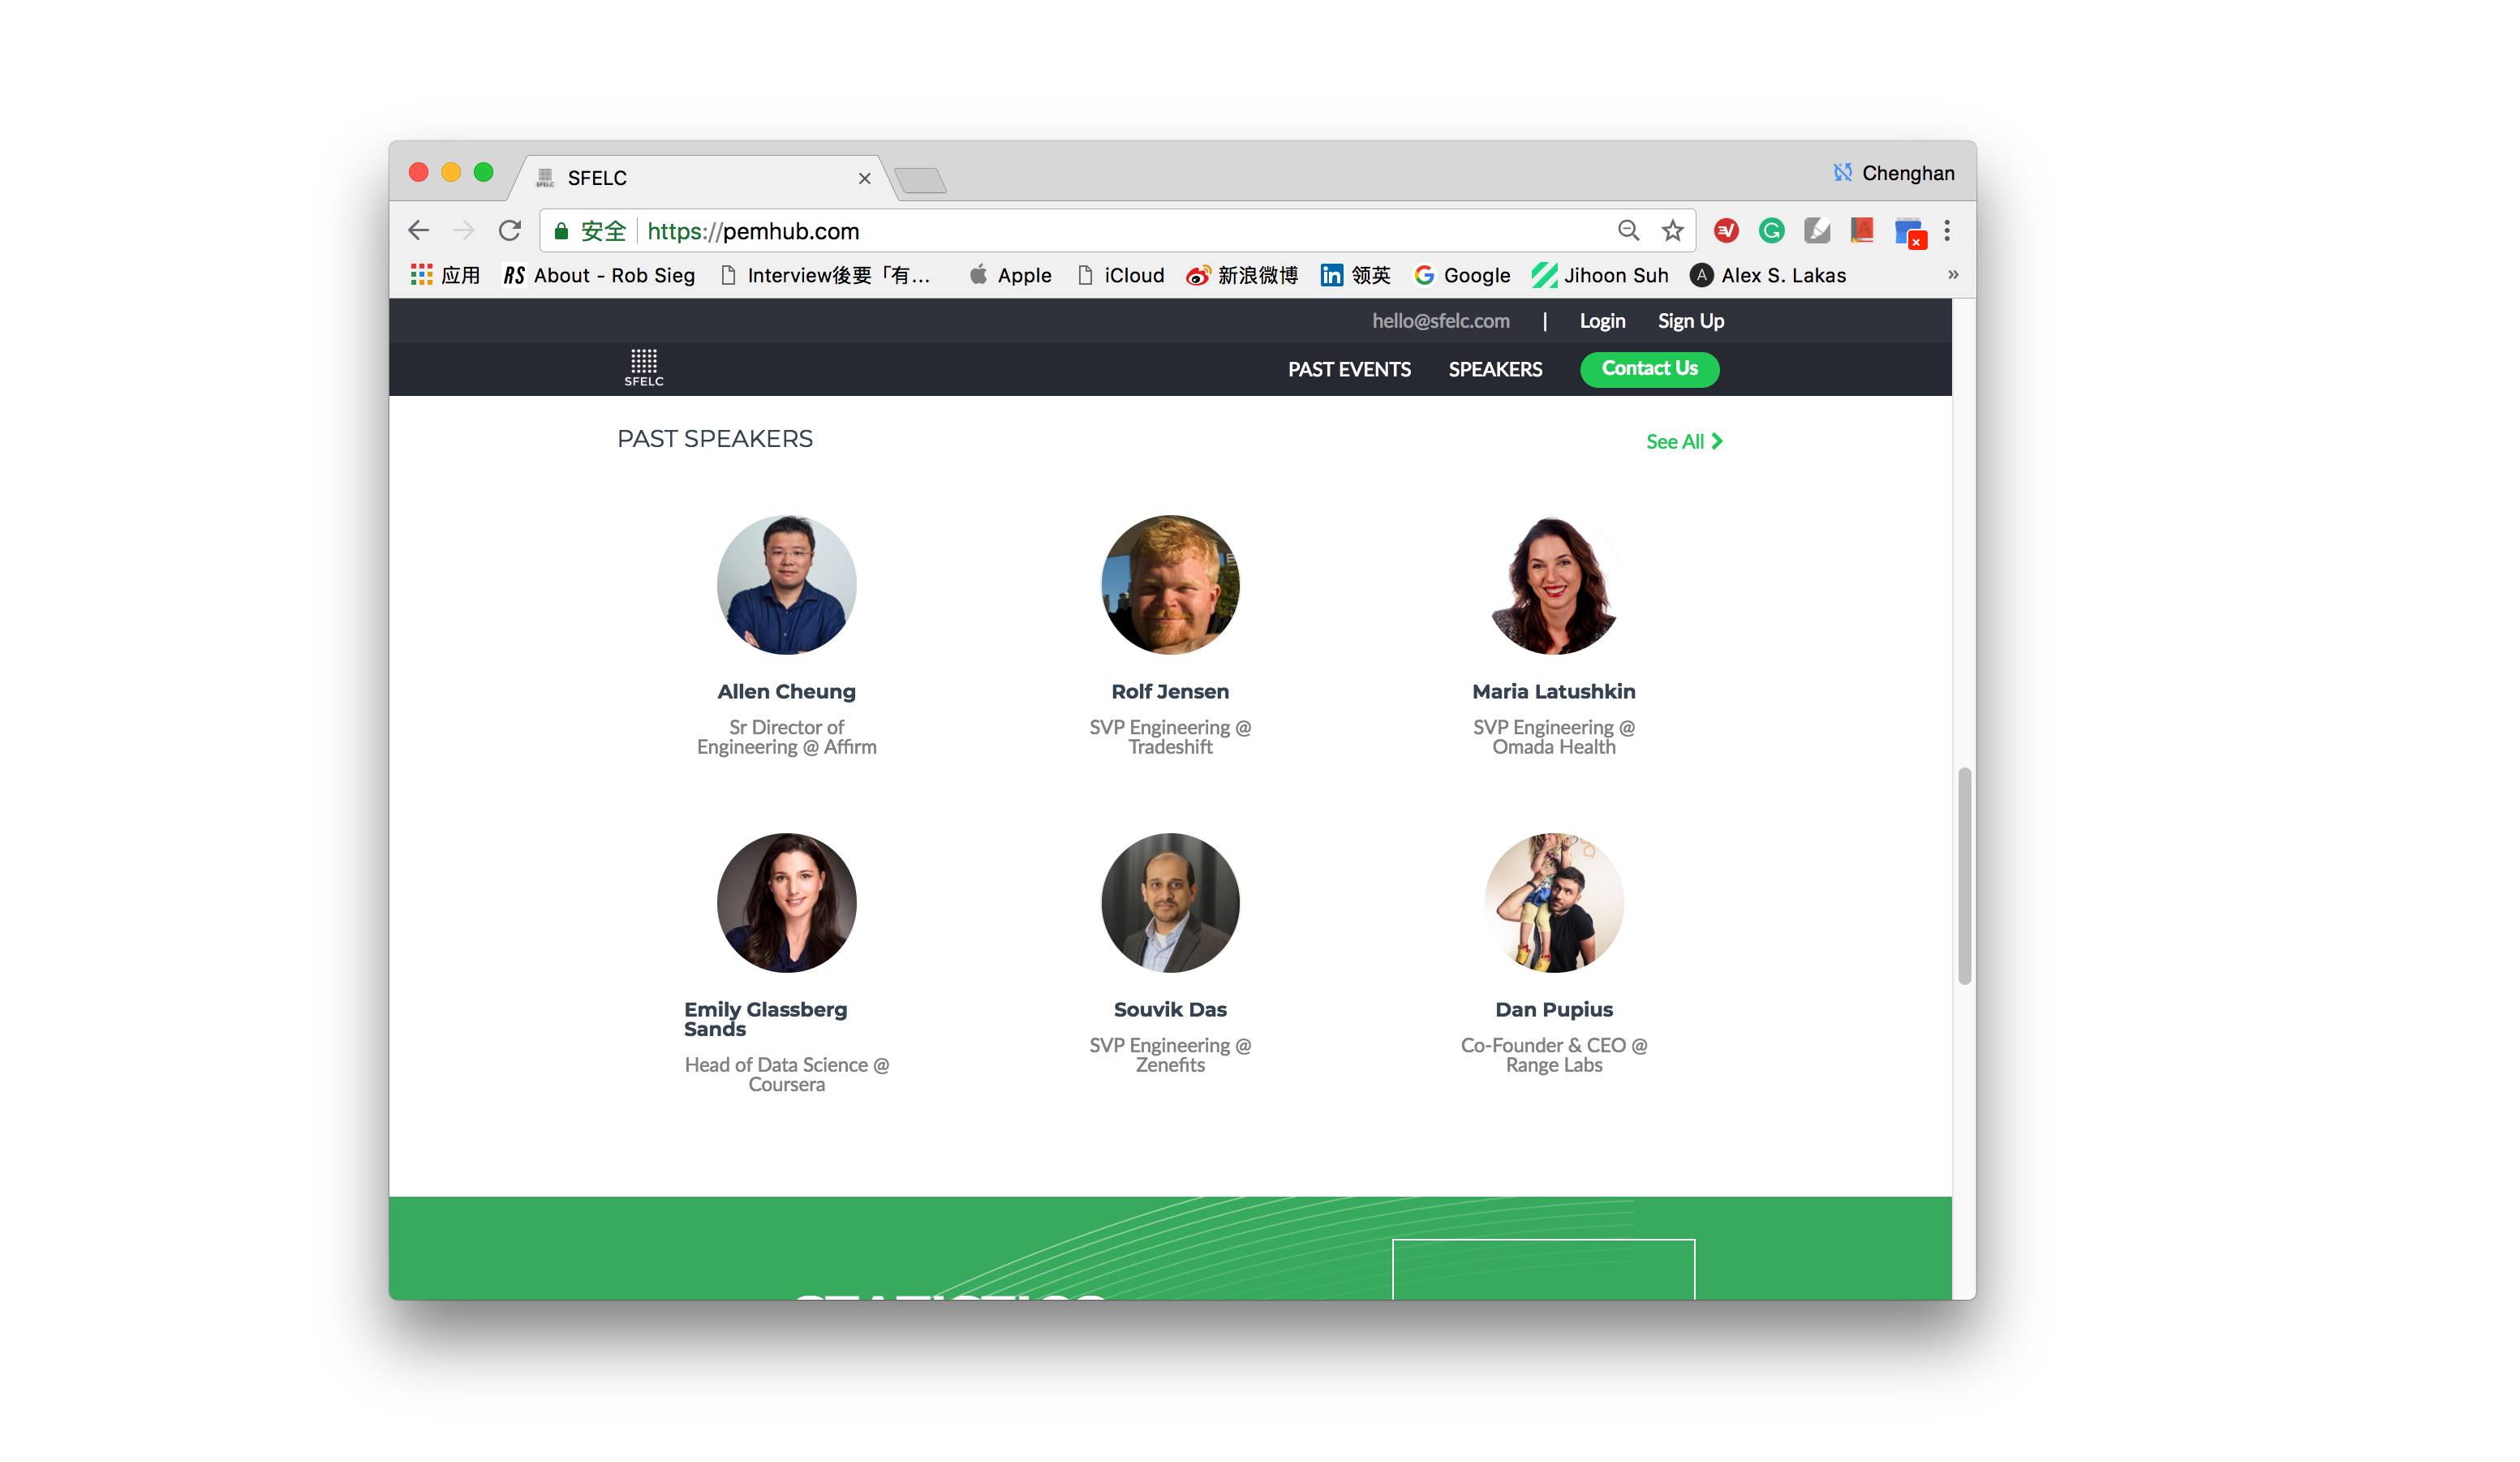 SFELC
Chenghan
安全 https://pemhub.com
应用 RS About - Rob Sieg Interview後要「有... Apple iCloud 新浪微博 领英 Google Jihoon Suh A Alex S. Lakas »
hello@sfelc.com | Login Sign Up
SFELC
PAST EVENTS SPEAKERS Contact Us
PAST SPEAKERS
See All
Allen Cheung
Sr Director of
Engineering @ Affirm
Rolf Jensen
SVP Engineering @
Tradeshift
Maria Latushkin
SVP Engineering @
Omada Health
Emily Glassberg
Sands
Head of Data Science @
Coursera
Souvik Das
SVP Engineering @
Zenefits
Dan Pupius
Co-Founder & CEO @
Range Labs